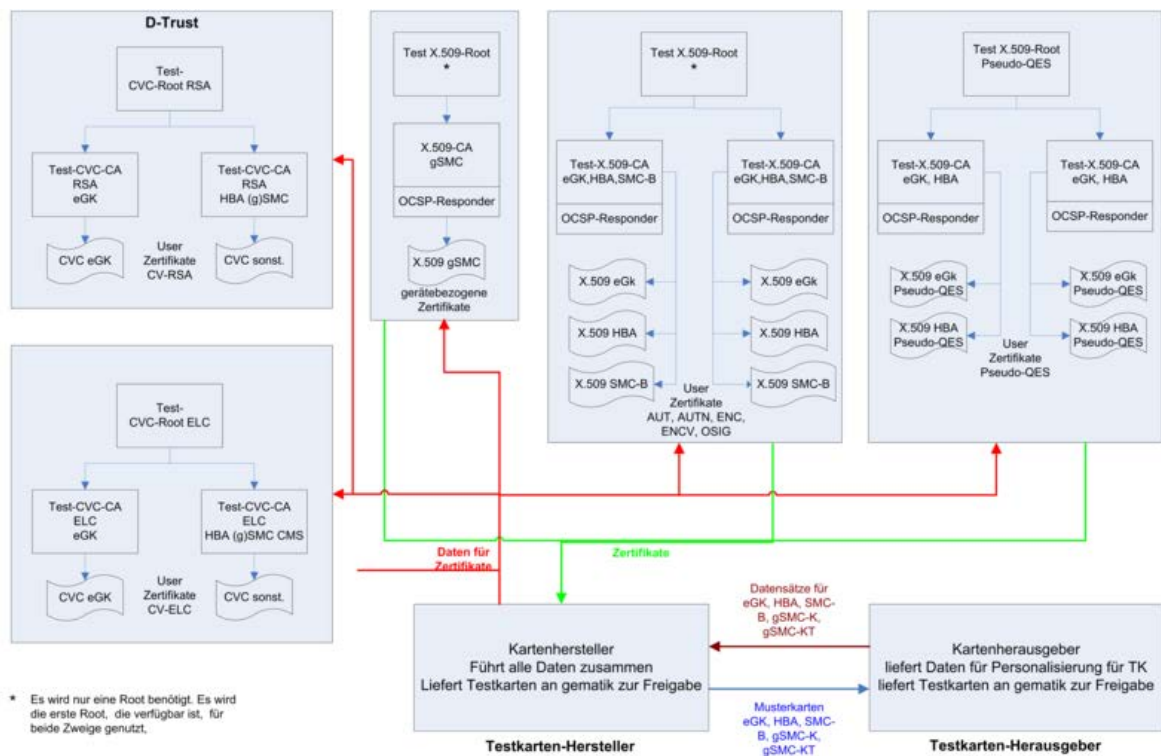 D-Trust
Test-
CVC-Root RSA
Test-CVC-CA
RSA
eGK
Test-CVC-CA
RSA
HBA (g)SMC
CVC eGK
User
Zertifikate
CV-RSA
CVC sonst.
Test-
CVC-Root ELC
Test-CVC-CA
ELC
eGK
Test-CVC-CA
ELC
HBA (g)SMC CMS
CVC eGK
User
Zertifikate
CV-ELC
CVC sonst.
Test X.509-Root
*
X.509-CA
gSMC
OCSP-Responder
X.509 gSMC
gerätebezogene
Zertifikate
Test X.509-Root
*
Test-X.509-CA
eGK,HBA,SMC-B
OCSP-Responder
Test-X.509-CA
eGK,HBA,SMC-B
OCSP-Responder
X.509 eGk
X.509 eGk
X.509 HBA
X.509 HBA
X.509 SMC-B
X.509 SMC-B
User
Zertifikate
AUT, AUTN, ENC,
ENCV, OSIG
Test X.509-Root
Pseudo-QES
Test-X.509-CA
eGK, HBA
OCSP-Responder
Test-X.509-CA
eGK, HBA
OCSP-Responder
X.509 eGk
Pseudo-QES
X.509 eGk
Pseudo-QES
X.509 HBA
Pseudo-QES
X.509 HBA
Pseudo-QES
User
Zertifikate
Pseudo-QES
Daten für
Zertifikate
Zertifikate
Datensätze für
eGK, HBA, SMC-
B, gSMC-K,
gSMC-KT
Kartenhersteller
Führt alle Daten zusammen
Liefert Testkarten an gematik zur Freigabe
Kartenherausgeber
liefert Daten für Personalisierung für TK
liefert Testkarten an gematik zur Freigabe
Musterkarten
eGK, HBA, SMC-
B, gSMC-K,
gSMC-KT
Testkarten-Hersteller
Testkarten-Herausgeber
* Es wird nur eine Root benötigt. Es wird
die erste Root, die verfügbar ist, für
beide Zweige genutzt,